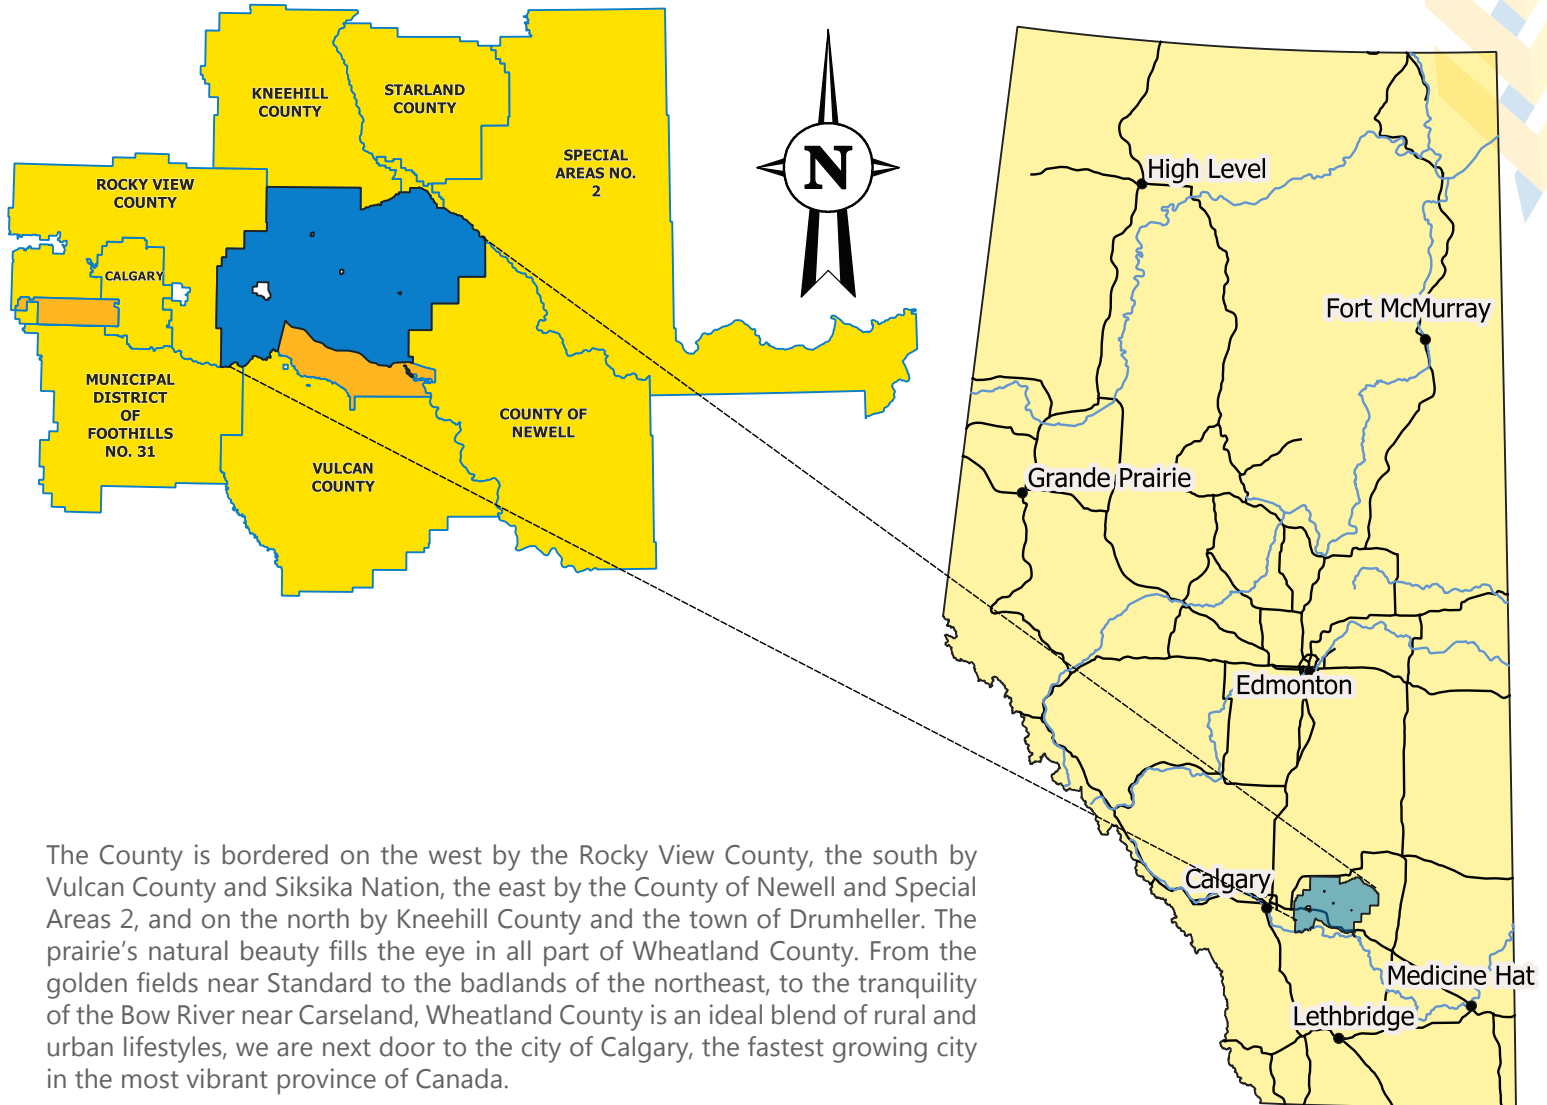 KNEEHILL
COUNTY
STARLAND
COUNTY
SPECIAL
AREAS NO.
2
ROCKY VIEW
COUNTY
CALGARY
MUNICIPAL
DISTRICT
OF
FOOTHILLS
NO. 31
VULCAN
COUNTY
COUNTY OF
NEWELL
N
High Level
Fort McMurray
Grande Prairie
Edmonton
Calgary
Medicine Hat
Lethbridge
The County is bordered on the west by the Rocky View County, the south by
Vulcan County and Siksika Nation, the east by the County of Newell and Special
Areas 2, and on the north by Kneehill County and the town of Drumheller. The
prairie’s natural beauty fills the eye in all part of Wheatland County. From the
golden fields near Standard to the badlands of the northeast, to the tranquility
of the Bow River near Carseland, Wheatland County is an ideal blend of rural and
urban lifestyles, we are next door to the city of Calgary, the fastest growing city
in the most vibrant province of Canada.